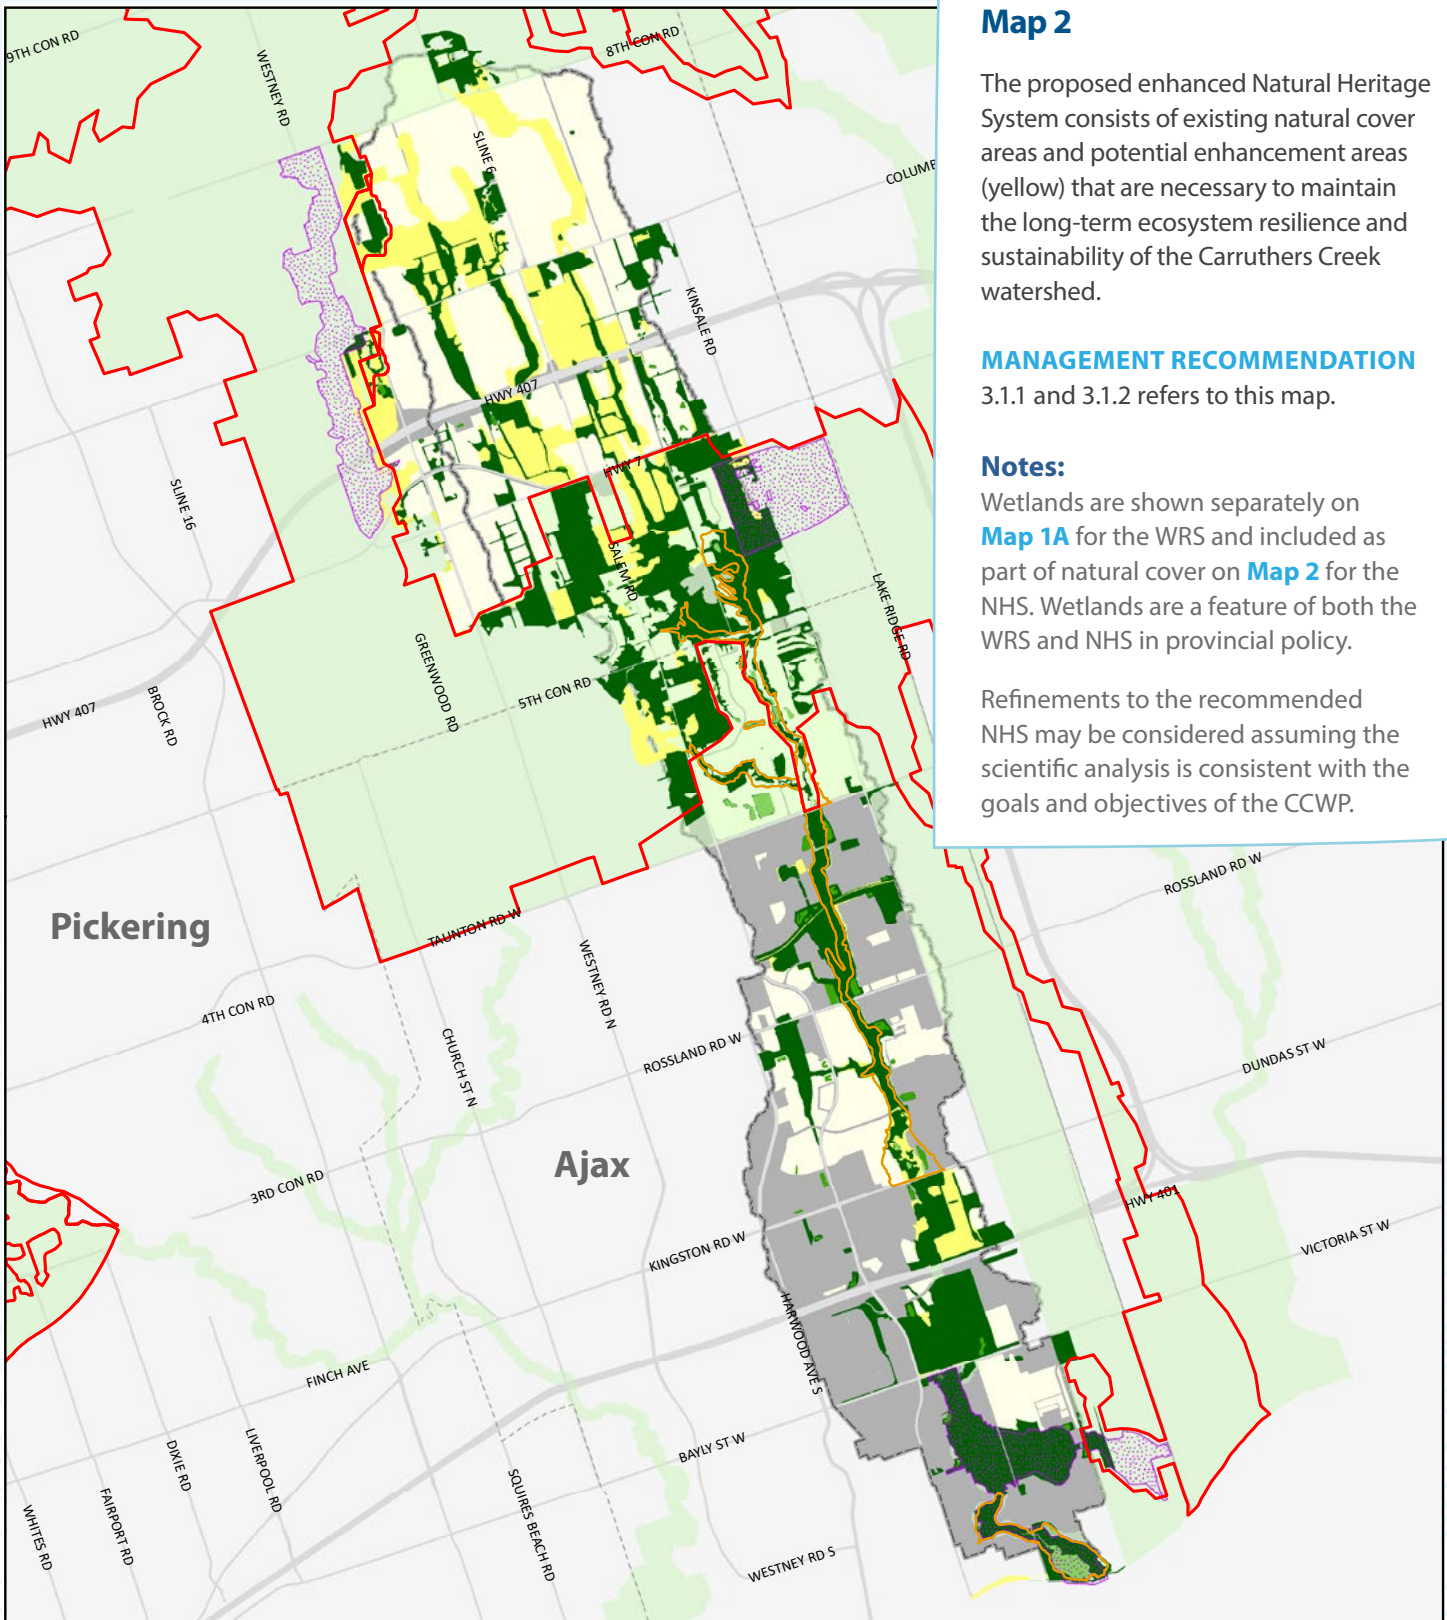 Map 2
The proposed enhanced Natural Heritage
System consists of existing natural cover
areas and potential enhancement areas
(yellow) that are necessary to maintain
the long-term ecosystem resilience and
sustainability of the Carruthers Creek
watershed.
MANAGEMENT RECOMMENDATION
3.1.1 and 3.1.2 refers to this map.
Notes:
Wetlands are shown separately on
Map 1A for the WRS and included as
part of natural cover on Map 2 for the
NHS. Wetlands are a feature of both the
WRS and NHS in provincial policy.
Refinements to the recommended
NHS may be considered assuming the
scientific analysis is consistent with the
goals and objectives of the CCWP.
9TH CON RD
WESTNEY RD
8TH CON RD
SLINE 6
COLUMB
KINSALE RD
HWY 407
HWY 7
SLINE 16
SALEM RD
LAKE RIDGE RD
GREENWOOD RD
5TH CON RD
BROCK RD
HWY 407
ROSSLAND RD W
Pickering
TAUNTON RD W
WESTNEY RD N
4TH CON RD
CHURCH ST N
ROSSLAND RD W
DUNDAS ST W
Ajax
3RD CON RD
HWY 401
KINGSTON RD W
VICTORIA ST W
HARWOOD AVE S
FINCH AVE
BAYLY ST W
DIXIE RD
LIVERPOOL RD
SQUIRES BEACH RD
WHITES RD
FAIRPORT RD
WESTNEY RD S